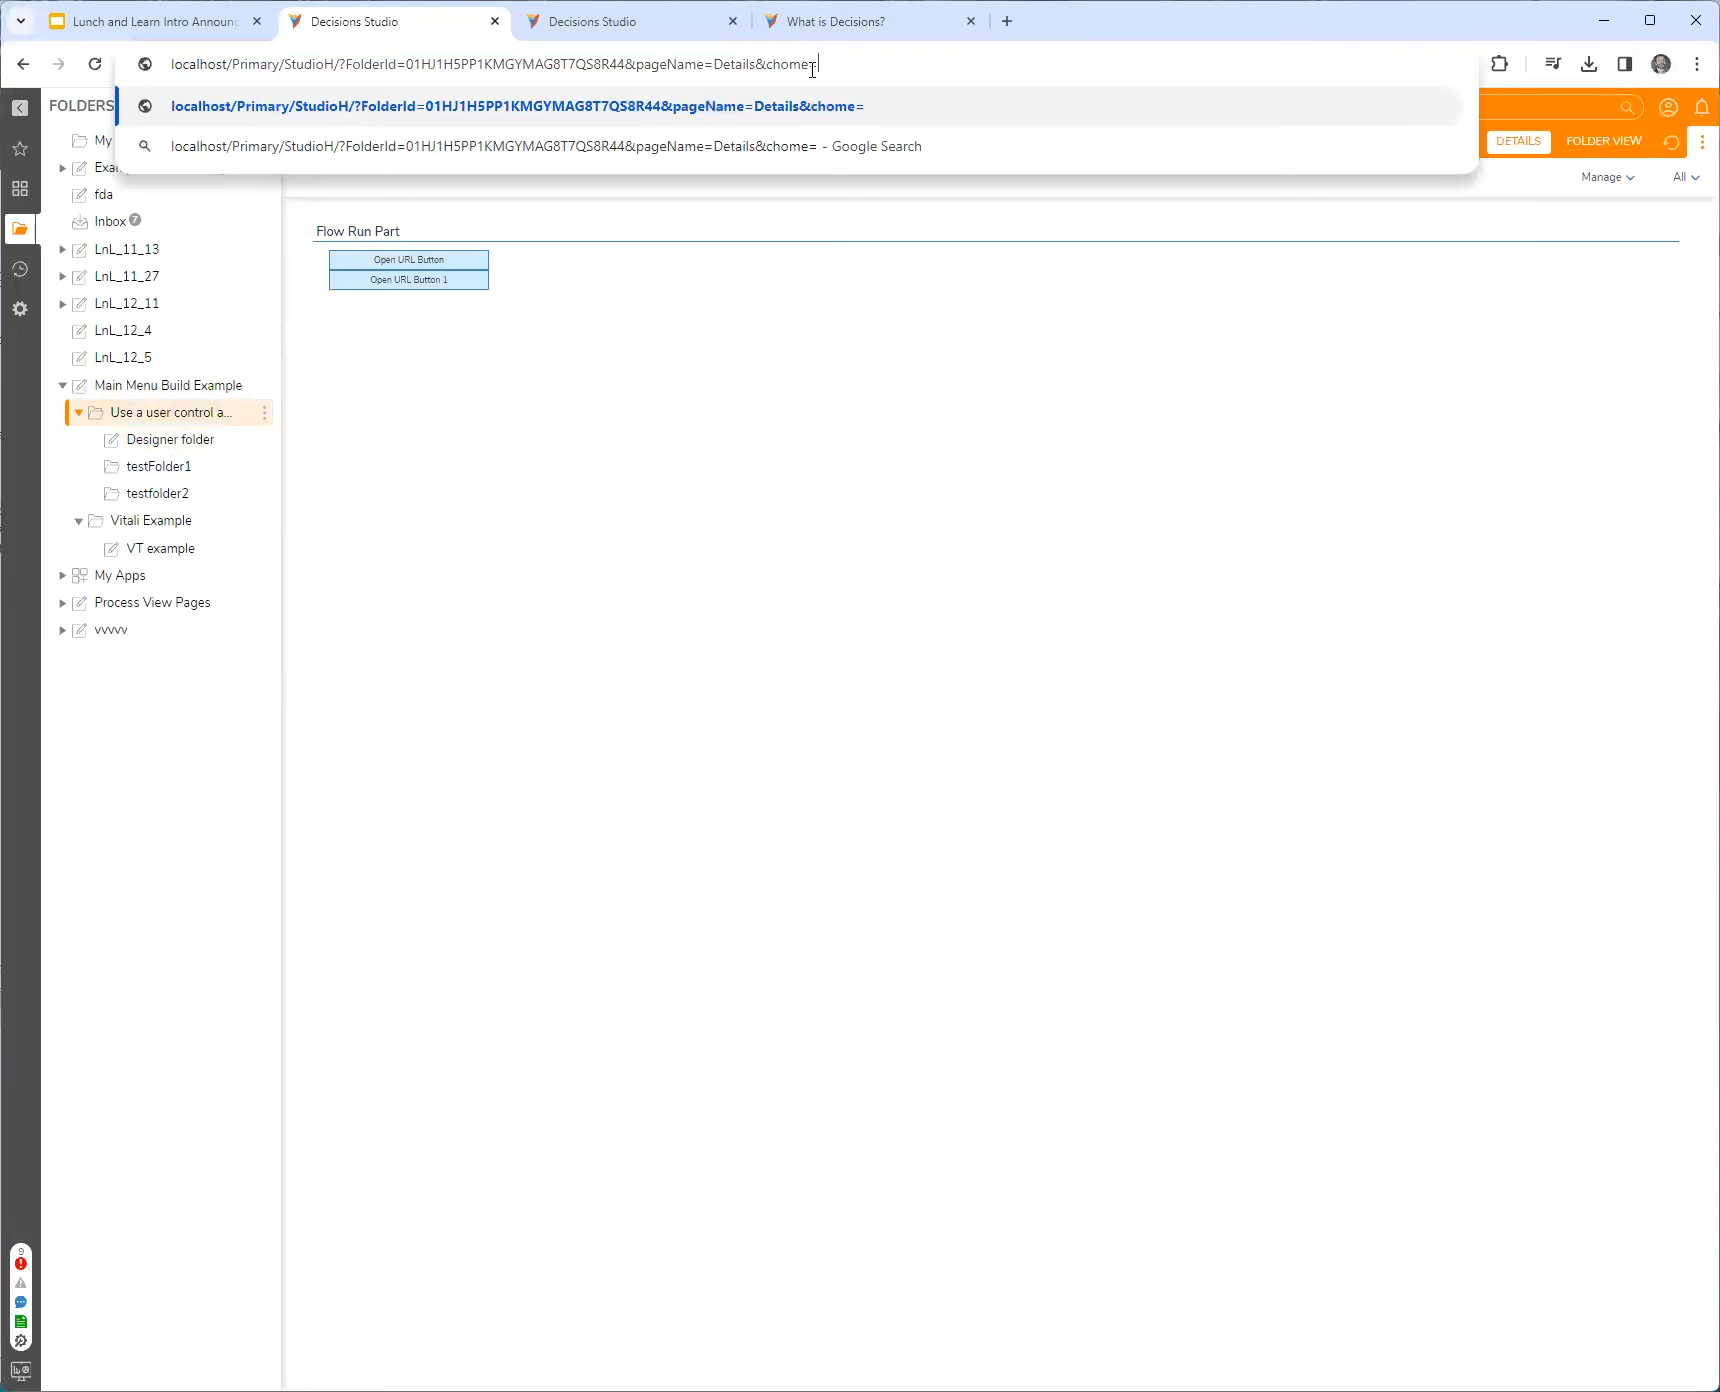 Lunch and Learn Intro Announc
Decisions Studio
Decisions Studio
What is Decisions?
localhost/Primary/StudioH/?FolderId=01HJ1H5PP1KMGYMAG8T7QS8R44&pageName=Details&chome=
localhost/Primary/StudioH/?FolderId=01HJ1H5PP1KMGYMAG8T7QS8R44&pageName=Details&chome=
localhost/Primary/StudioH/?FolderId=01HJ1H5PP1KMGYMAG8T7QS8R44&pageName=Details&chome= - Google Search
FOLDERS
DETAILS
FOLDER VIEW
Manage
All
My
Exam
fda
Inbox 7
LnL_11_13
LnL_11_27
LnL_12_11
LnL_12_4
LnL_12_5
Main Menu Build Example
Use a user control a...
Designer folder
testFolder1
testfolder2
Vitali Example
VT example
My Apps
Process View Pages
vvvvv
Flow Run Part
Open URL Button
Open URL Button 1
9